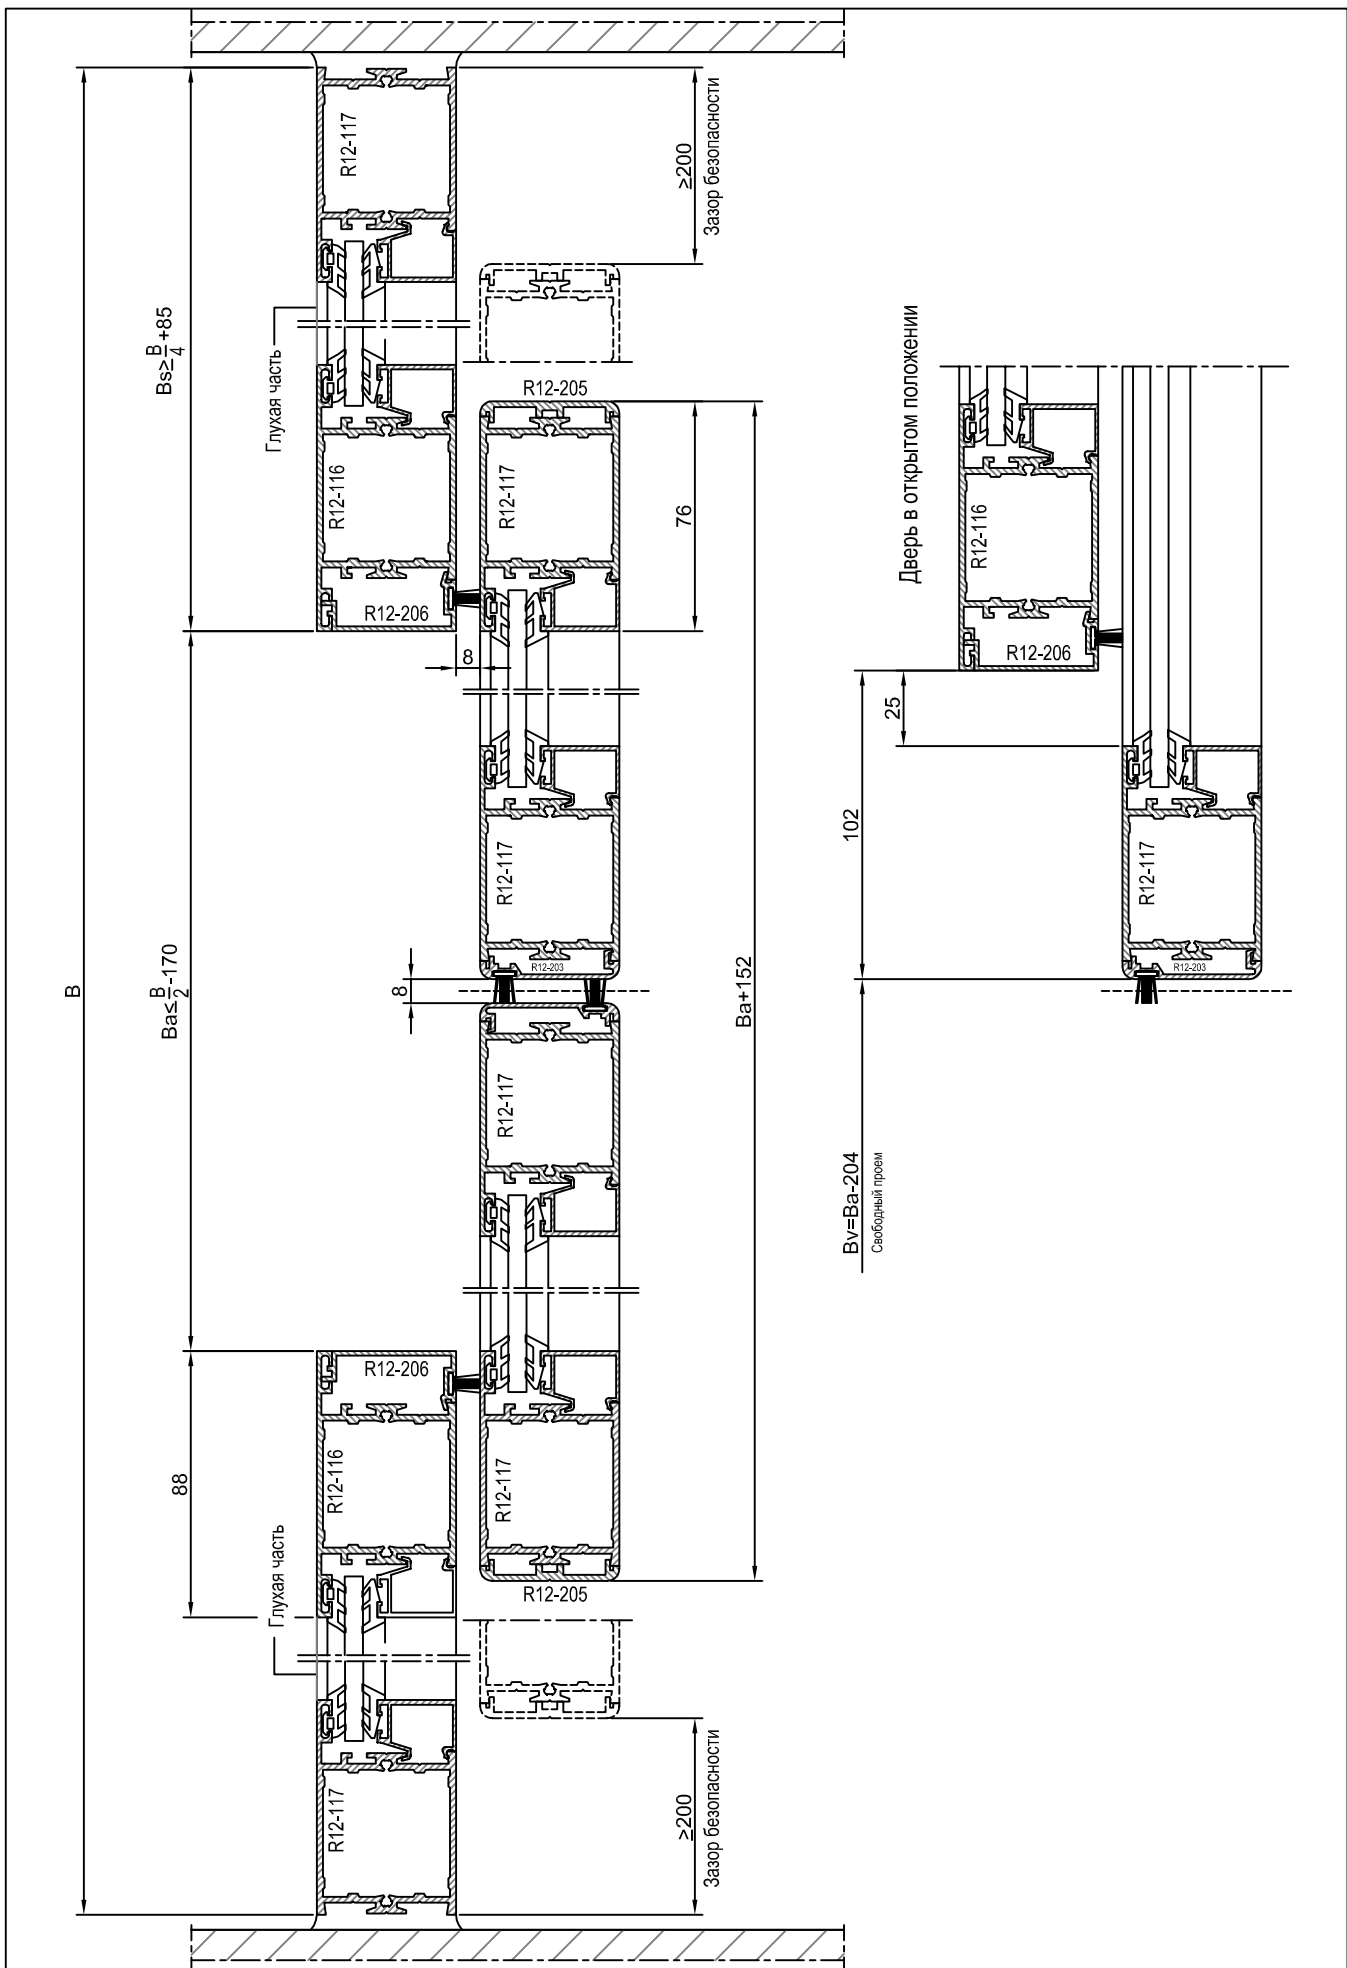 B
Bs≥B/4+85
Ba≤B/2-170
88
Глухая часть
Глухая часть
R12-117
R12-116
R12-206
R12-206
R12-116
R12-117
≥200
Зазор безопасности
R12-205
R12-117
76
8
R12-117
R12-203
8
Ba+152
R12-117
R12-117
R12-205
≥200
Зазор безопасности
Дверь в открытом положении
R12-116
R12-206
25
102
R12-117
R12-203
Bv=Ba-204
Свободный проем